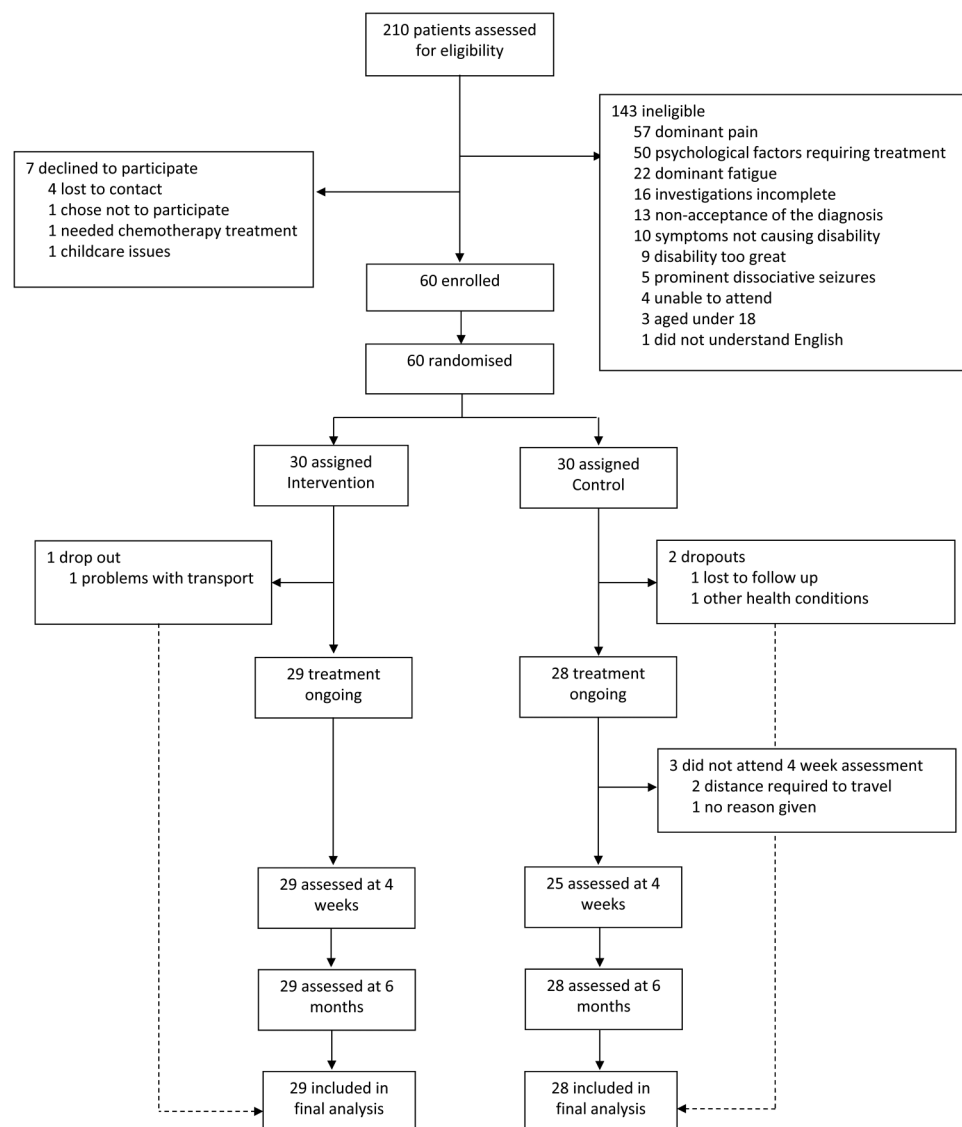 210 patients assessed
for eligibility
143 ineligible
57 dominant pain
50 psychological factors requiring treatment
22 dominant fatigue
16 investigations incomplete
13 non-acceptance of the diagnosis
10 symptoms not causing disability
9 disability too great
5 prominent dissociative seizures
4 unable to attend
3 aged under 18
1 did not understand English
7 declined to participate
4 lost to contact
1 chose not to participate
1 needed chemotherapy treatment
1 childcare issues
60 enrolled
60 randomised
30 assigned
Intervention
30 assigned
Control
1 drop out
1 problems with transport
2 dropouts
1 lost to follow up
1 other health conditions
29 treatment
ongoing
28 treatment
ongoing
3 did not attend 4 week assessment
2 distance required to travel
1 no reason given
29 assessed at 4
weeks
25 assessed at 4
weeks
29 assessed at 6
months
28 assessed at 6
months
29 included in
final analysis
28 included in
final analysis